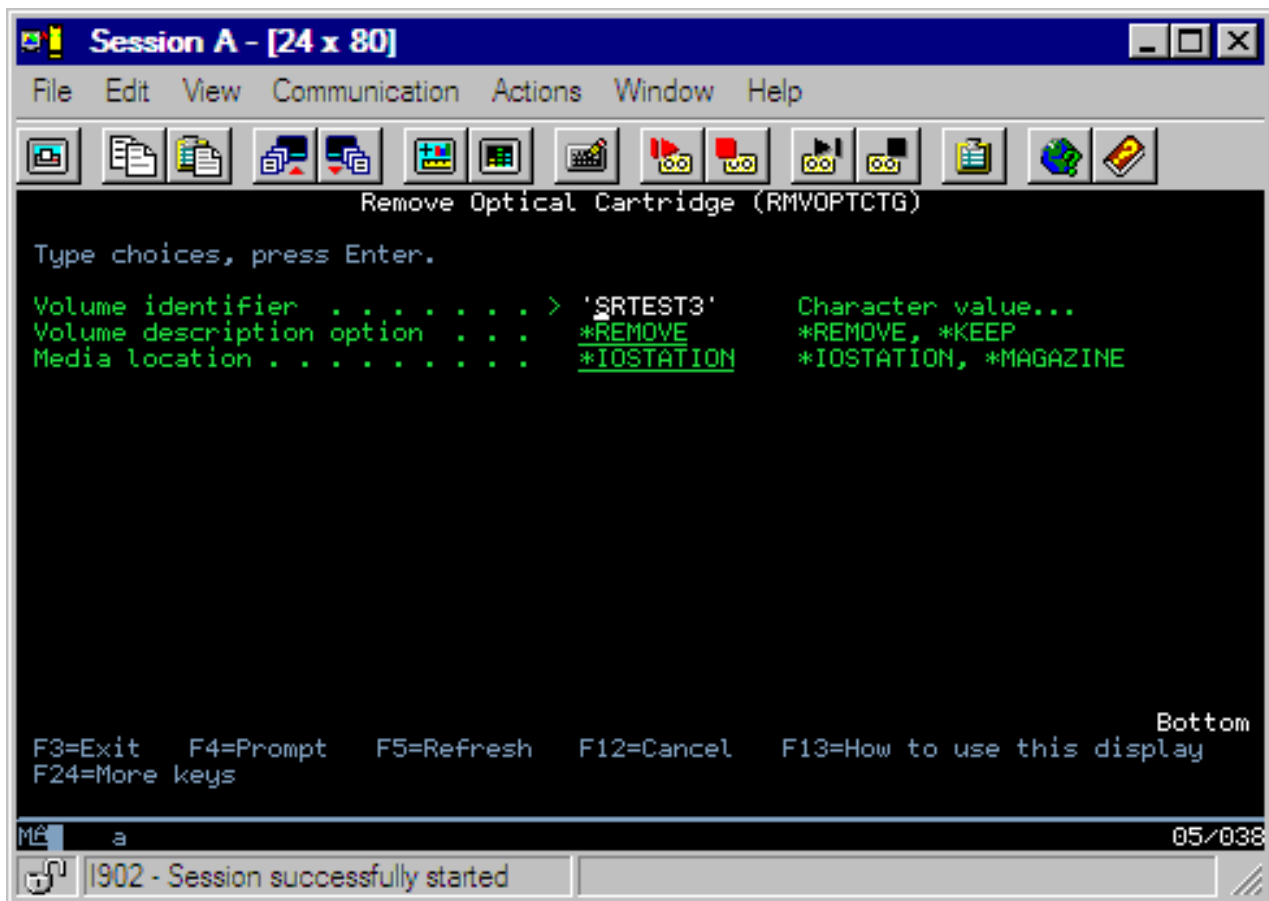 Session A - [24 x 80]
File Edit View Communication Actions Window Help
Remove Optical Cartridge (RMVOPTCTG)
Type choices, press Enter.
Volume identifier . . . . . . . > 'SRTEST3' Character value...
Volume description option . . . *REMOVE *REMOVE, *KEEP
Media location . . . . . . . . . *IOSTATION *IOSTATION, *MAGAZINE
Bottom
F3=Exit F4=Prompt F5=Refresh F12=Cancel F13=How to use this display
F24=More keys
a 05/038
I902 - Session successfully started